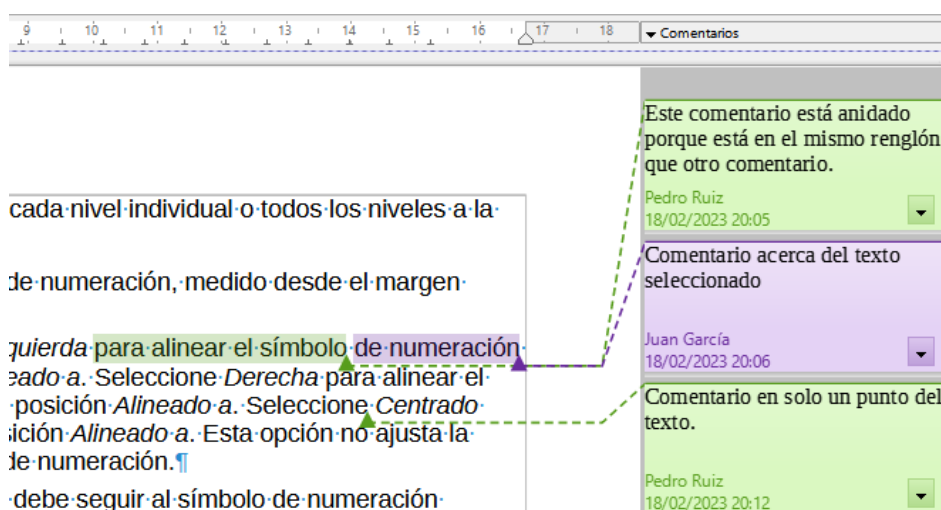 9 10 11 12 13 14 15 16 17 18
Comentarios
Este comentario está anidado
porque está en el mismo renglón
que otro comentario.
Pedro Ruiz
18/02/2023 20:05
Comentario acerca del texto
seleccionado
Juan García
18/02/2023 20:06
Comentario en solo un punto del
texto.
Pedro Ruiz
18/02/2023 20:12
cada nivel individual o todos los niveles a la
de numeración, medido desde el margen
quierda para alinear el símbolo de numeración
eado a. Seleccione Derecha para alinear el
posición Alineado a. Seleccione Centrado
sición Alineado a. Esta opción no ajusta la
de numeración.¶
debe seguir al símbolo de numeración